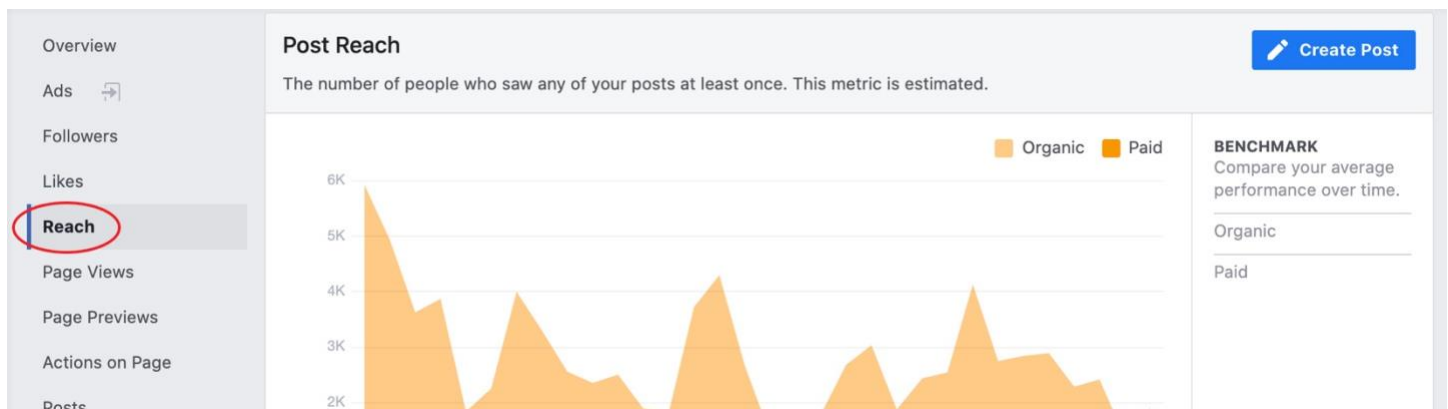 Overview
Ads
Followers
Likes
Reach
Page Views
Page Previews
Actions on Page
Posts
Post Reach
Create Post
The number of people who saw any of your posts at least once. This metric is estimated.
Organic
Paid
6K
5K
4K
3K
2K
BENCHMARK
Compare your average
performance over time.
Organic
Paid